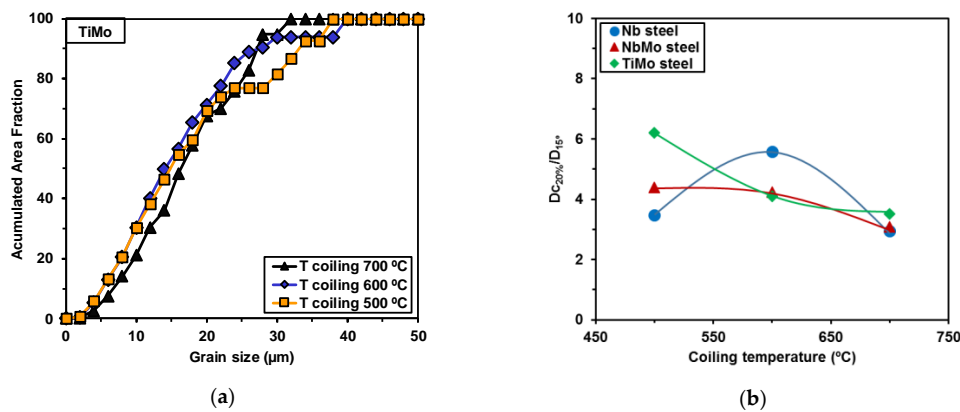 TiMo
Acumulated Area Fraction
100
80
60
40
20
0
0 10 20 30 40 50
Grain size (µm)
T coiling 700 ºC
T coiling 600 ºC
T coiling 500 ºC
(a)
Nb steel
NbMo steel
TiMo steel
Dc20%/D15º
10
8
6
4
2
0
450 550 650 750
Coiling temperature (ºC)
(b)